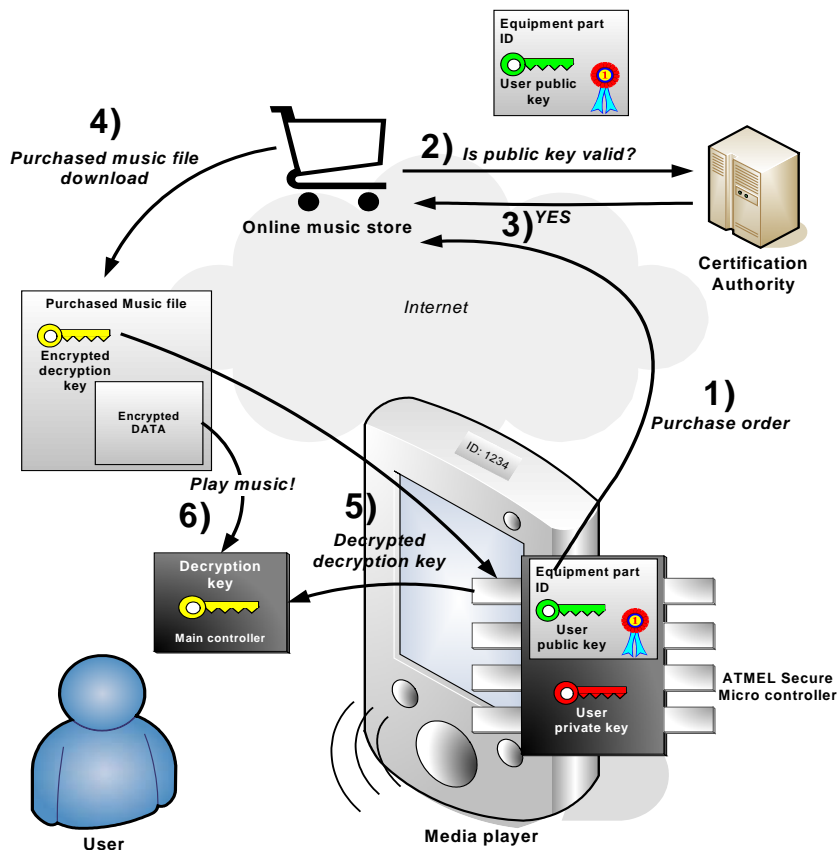 Equipment part
ID
User public
key
1
4)
Purchased music file
download
2) Is public key valid?
3) YES
Online music store
Certification
Authority
Internet
Purchased Music file
Encrypted
decryption
key
Encrypted
DATA
1)
Purchase order
ID: 1234
Play music!
6)
5)
Decrypted
decryption key
Decryption
key
Main controller
Equipment part
ID
User
public key
1
User
private key
ATMEL Secure
Micro controller
Media player
User